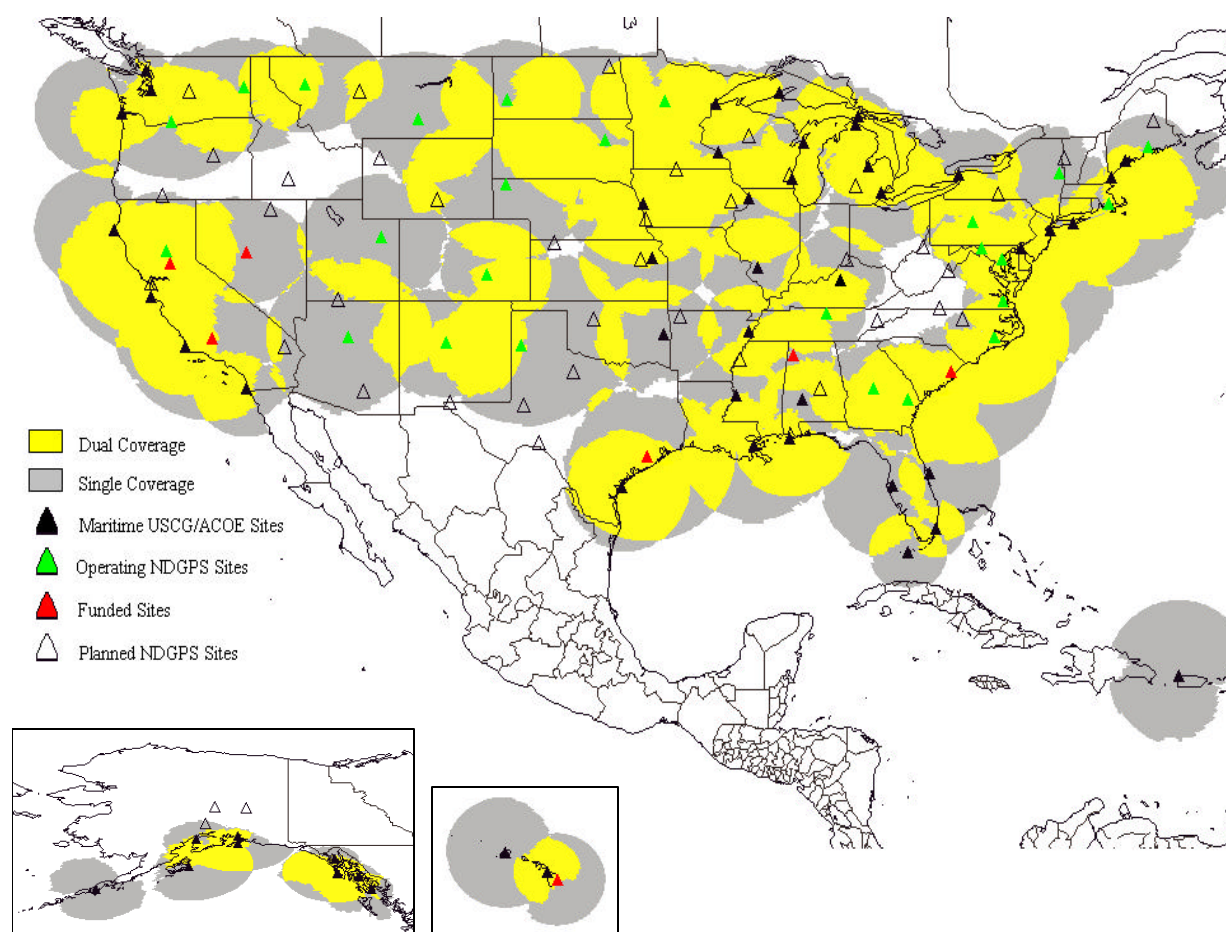 Dual Coverage
Single Coverage
Maritime USCG/ACOE Sites
Operating NDGPS Sites
Funded Sites
Planned NDGPS Sites